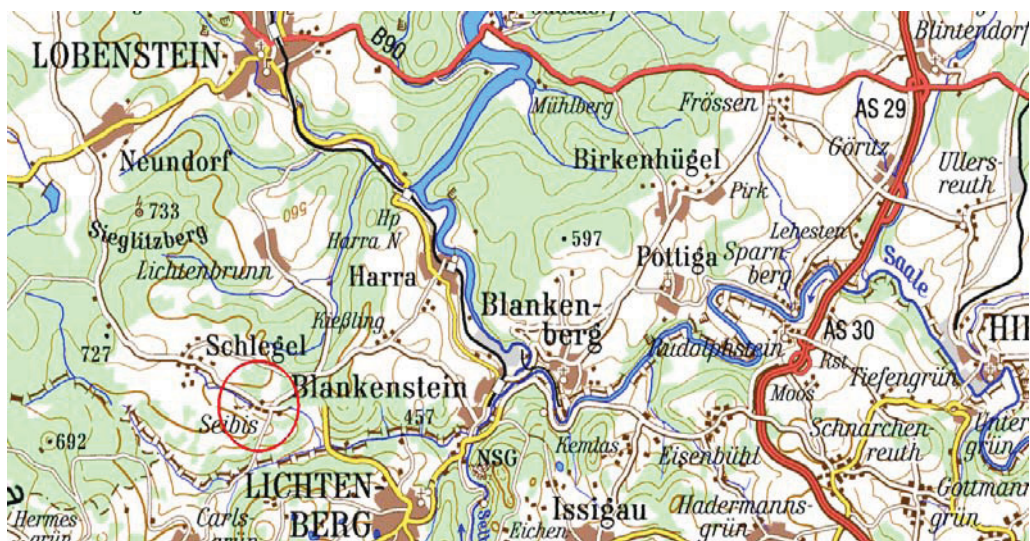 LOBENSTEIN
B90
Blintendorf
Mühlberg
Frössen
AS 29
Neundorf
Birkenhügel
Göritz
Ullers-
reuth
Pirk
733
Sieglitzberg
560
Hp
Harra N
597
Lehesten
Lichtenbrunn
Harra
Pottiga
Sparn-
berg
Saale
Kießling
Blanken-
berg
AS 30
727
Schlegel
Rudolphstein
Rst
Tiefengrün
Blankenstein
Moos
Seibis
457
Unter
grün
692
Kemlas
Schnarchen-
reuth
NSG
Eisenbühl
LICHTEN-
BERG
Issigau
Gottmann
grün
Hermes
grün
Carls-
grün
Eichen
Hadermanns-
grün